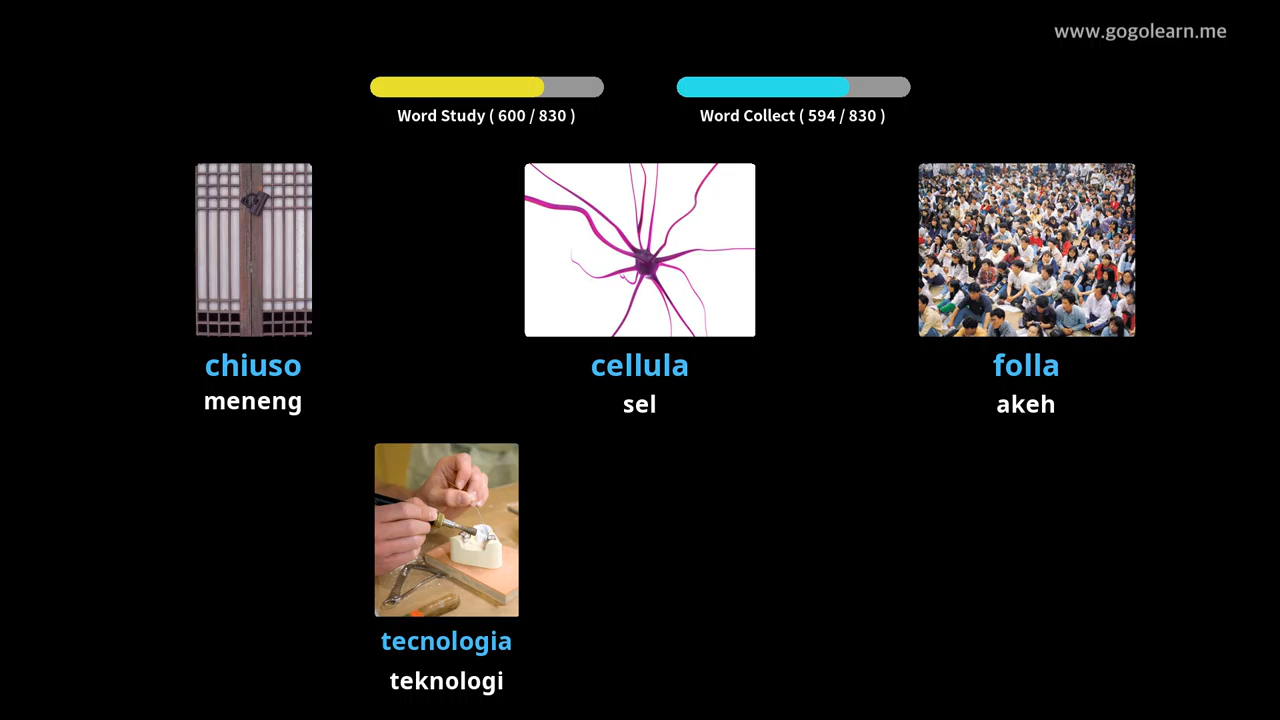 www.gogolearn.me
Word Study ( 600 / 830 )
Word Collect ( 594 / 830 )
chiuso
meneng
cellula
sel
folla
akeh
tecnologia
teknologi